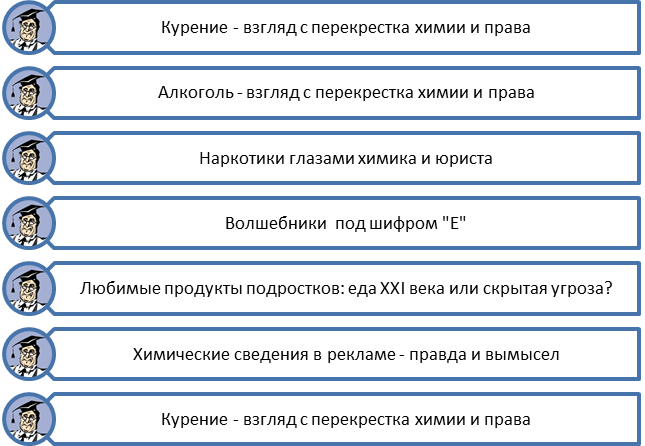 Курение - взгляд с перекрестка химии и права
Алкоголь - взгляд с перекрестка химии и права
Наркотики глазами химика и юриста
Волшебники  под шифром "Е"
Любимые продукты подростков: еда XXI века или скрытая угроза?
Химические сведения в рекламе - правда и вымысел
Курение - взгляд с перекрестка химии и права